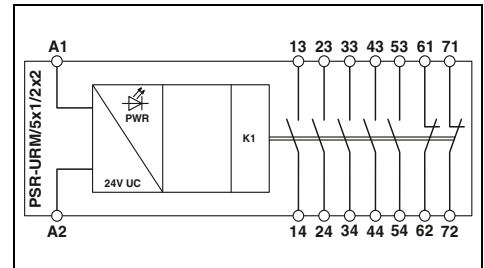 A1 13 23 33 43 53 61 71
PSR-URM/5x1/2x2
PWR
K1
24V UC
A2 14 24 34 44 54 62 72